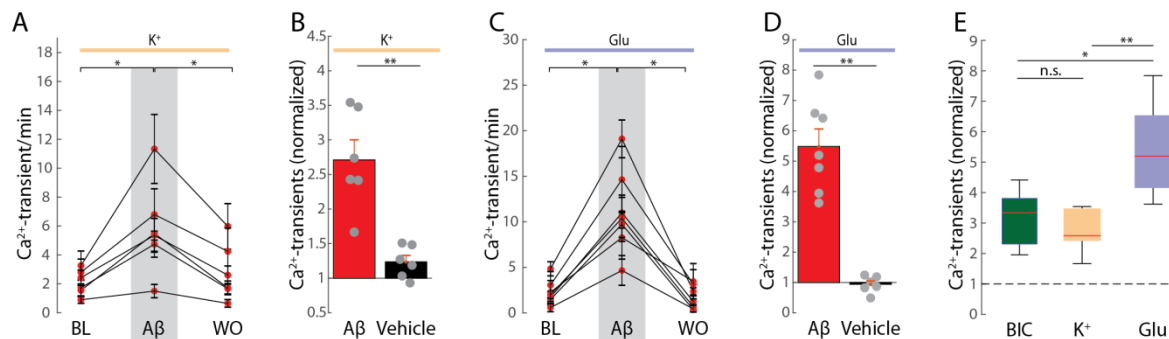 A
K⁺
* *
Ca²⁺-transient/min
18
16
14
12
10
8
6
4
2
0
BL Aβ WO
B
K⁺
**
Ca²⁺-transients (normalized)
4.5
4
3.5
3
2.5
2
1.5
1
0.5
Aβ Vehicle
C
Glu
* *
Ca²⁺-transient/min
30
25
20
15
10
5
0
BL Aβ WO
D
Glu
**
Ca²⁺-transients (normalized)
9
8
7
6
5
4
3
2
1
0
Aβ Vehicle
E
**
*
n.s.
Ca²⁺-transients (normalized)
9
8
7
6
5
4
3
2
1
0
BIC K⁺ Glu